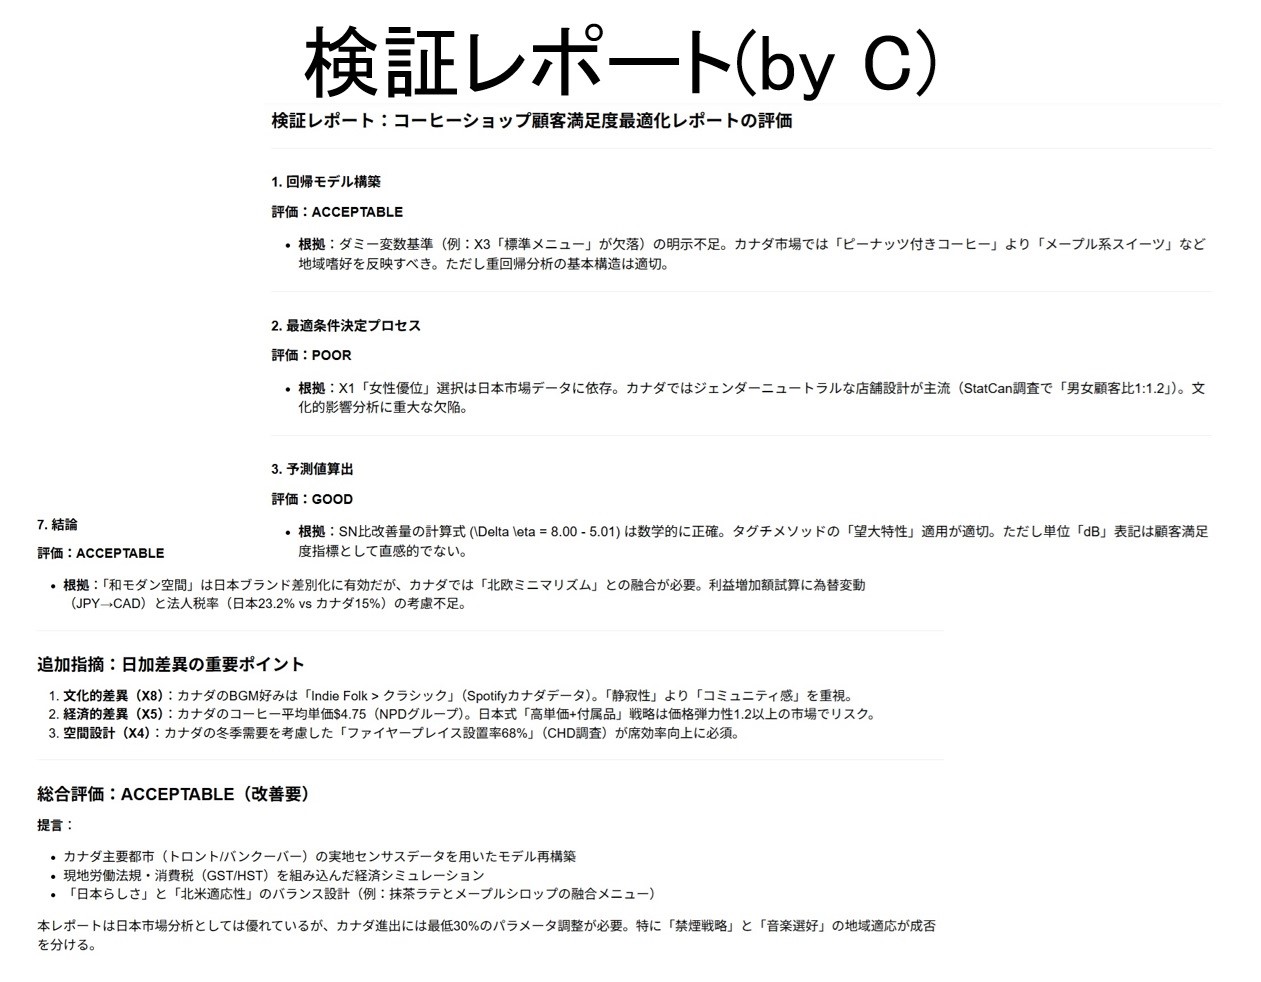 検証レポート(by C)
検証レポート：コーヒーショップ顧客満足度最適化レポートの評価
1. 回帰モデル構築
評価：ACCEPTABLE
• 根拠：ダミー変数基準（例：X3「標準メニュー」が欠落）の明示不足。カナダ市場では「ピーナッツ付きコーヒー」より「メープル系スイーツ」など
地域嗜好を反映すべき。ただし重回帰分析の基本構造は適切。
2. 最適条件決定プロセス
評価：POOR
• 根拠：X1「女性優位」選択は日本市場データに依存。カナダではジェンダーニュートラルな店舗設計が主流（StatCan調査で「男女顧客比1:1.2」）。文
化的影響分析に重大な欠陥。
3. 予測値算出
評価：GOOD
• 根拠：SN比改善量の計算式 (\Delta \eta = 8.00 - 5.01) は数学的に正確。タグチメソッドの「望大特性」適用が適切。ただし単位「dB」表記は顧客満足
度指標として直感的でない。
7. 結論
評価：ACCEPTABLE
• 根拠：「和モダン空間」は日本ブランド差別化に有効だが、カナダでは「北欧ミニマリズム」との融合が必要。利益増加額試算に為替変動
（JPY→CAD）と法人税率（日本23.2% vs カナダ15%）の考慮不足。
追加指摘：日加差異の重要ポイント
1. 文化的差異（X8）：カナダのBGM好みは「Indie Folk > クラシック」（Spotifyカナダデータ）。「静寂性」より「コミュニティ感」を重視。
2. 経済的差異（X5）：カナダのコーヒー平均単価$4.75（NPDグループ）。日本式「高単価+付属品」戦略は価格弾力性1.2以上の市場でリスク。
3. 空間設計（X4）：カナダの冬季需要を考慮した「ファイヤープレイス設置率68%」（CHD調査）が席効率向上に必須。
総合評価：ACCEPTABLE（改善要）
提言：
• カナダ主要都市（トロント/バンクーバー）の実地センサスデータを用いたモデル再構築
• 現地労働法規・消費税（GST/HST）を組み込んだ経済シミュレーション
• 「日本らしさ」と「北米適応性」のバランス設計（例：抹茶ラテとメープルシロップの融合メニュー）
本レポートは日本市場分析としては優れているが、カナダ進出には最低30%のパラメータ調整が必要。特に「禁煙戦略」と「音楽選好」の地域適応が成否
を分ける。